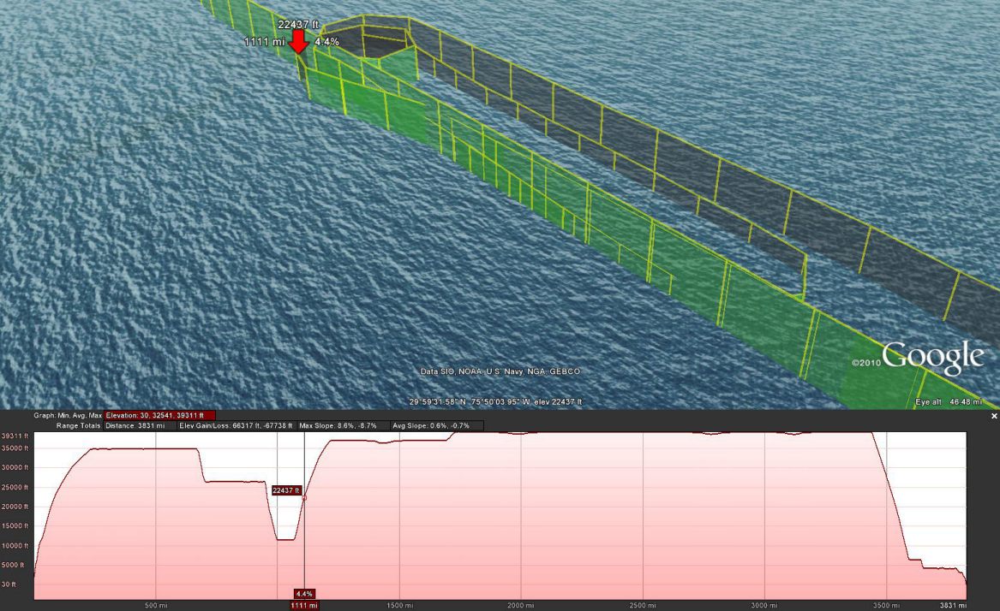 22437 ft
1111 mi 4.4%
©2010 Google
Data SIO, NOAA, U.S. Navy, NGA, GEBCO
29°59'31.58" N 75°50'03.95" W elev 22437 ft
Eye alt 46.48 mi
Graph: Min, Avg, Max Elevation: 30, 32541, 39311 ft
Range Totals: Distance: 3831 mi Elev Gain/Loss: 66317 ft, -67738 ft Max Slope: 8.6%, -8.7% Avg Slope: 0.6%, -0.7%
39311 ft
35000 ft
30000 ft
25000 ft
22437 ft
20000 ft
15000 ft
10000 ft
5000 ft
30 ft
4.4%
500 mi 1111 mi 1500 mi 2000 mi 2500 mi 3000 mi 3500 mi 3831 mi